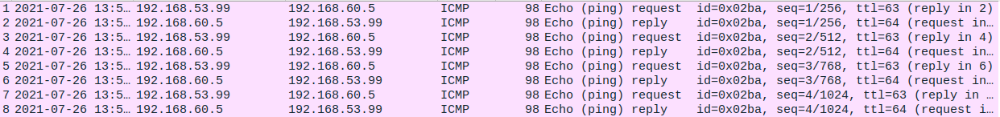 1 2021-07-26 13:5… 192.168.53.99 192.168.60.5 ICMP 98 Echo (ping) request id=0x02ba, seq=1/256, ttl=63 (reply in 2)
2 2021-07-26 13:5… 192.168.60.5 192.168.53.99 ICMP 98 Echo (ping) reply id=0x02ba, seq=1/256, ttl=64 (request in…
3 2021-07-26 13:5… 192.168.53.99 192.168.60.5 ICMP 98 Echo (ping) request id=0x02ba, seq=2/512, ttl=63 (reply in 4)
4 2021-07-26 13:5… 192.168.60.5 192.168.53.99 ICMP 98 Echo (ping) reply id=0x02ba, seq=2/512, ttl=64 (request in…
5 2021-07-26 13:5… 192.168.53.99 192.168.60.5 ICMP 98 Echo (ping) request id=0x02ba, seq=3/768, ttl=63 (reply in 6)
6 2021-07-26 13:5… 192.168.60.5 192.168.53.99 ICMP 98 Echo (ping) reply id=0x02ba, seq=3/768, ttl=64 (request in…
7 2021-07-26 13:5… 192.168.53.99 192.168.60.5 ICMP 98 Echo (ping) request id=0x02ba, seq=4/1024, ttl=63 (reply in …
8 2021-07-26 13:5… 192.168.60.5 192.168.53.99 ICMP 98 Echo (ping) reply id=0x02ba, seq=4/1024, ttl=64 (request i…